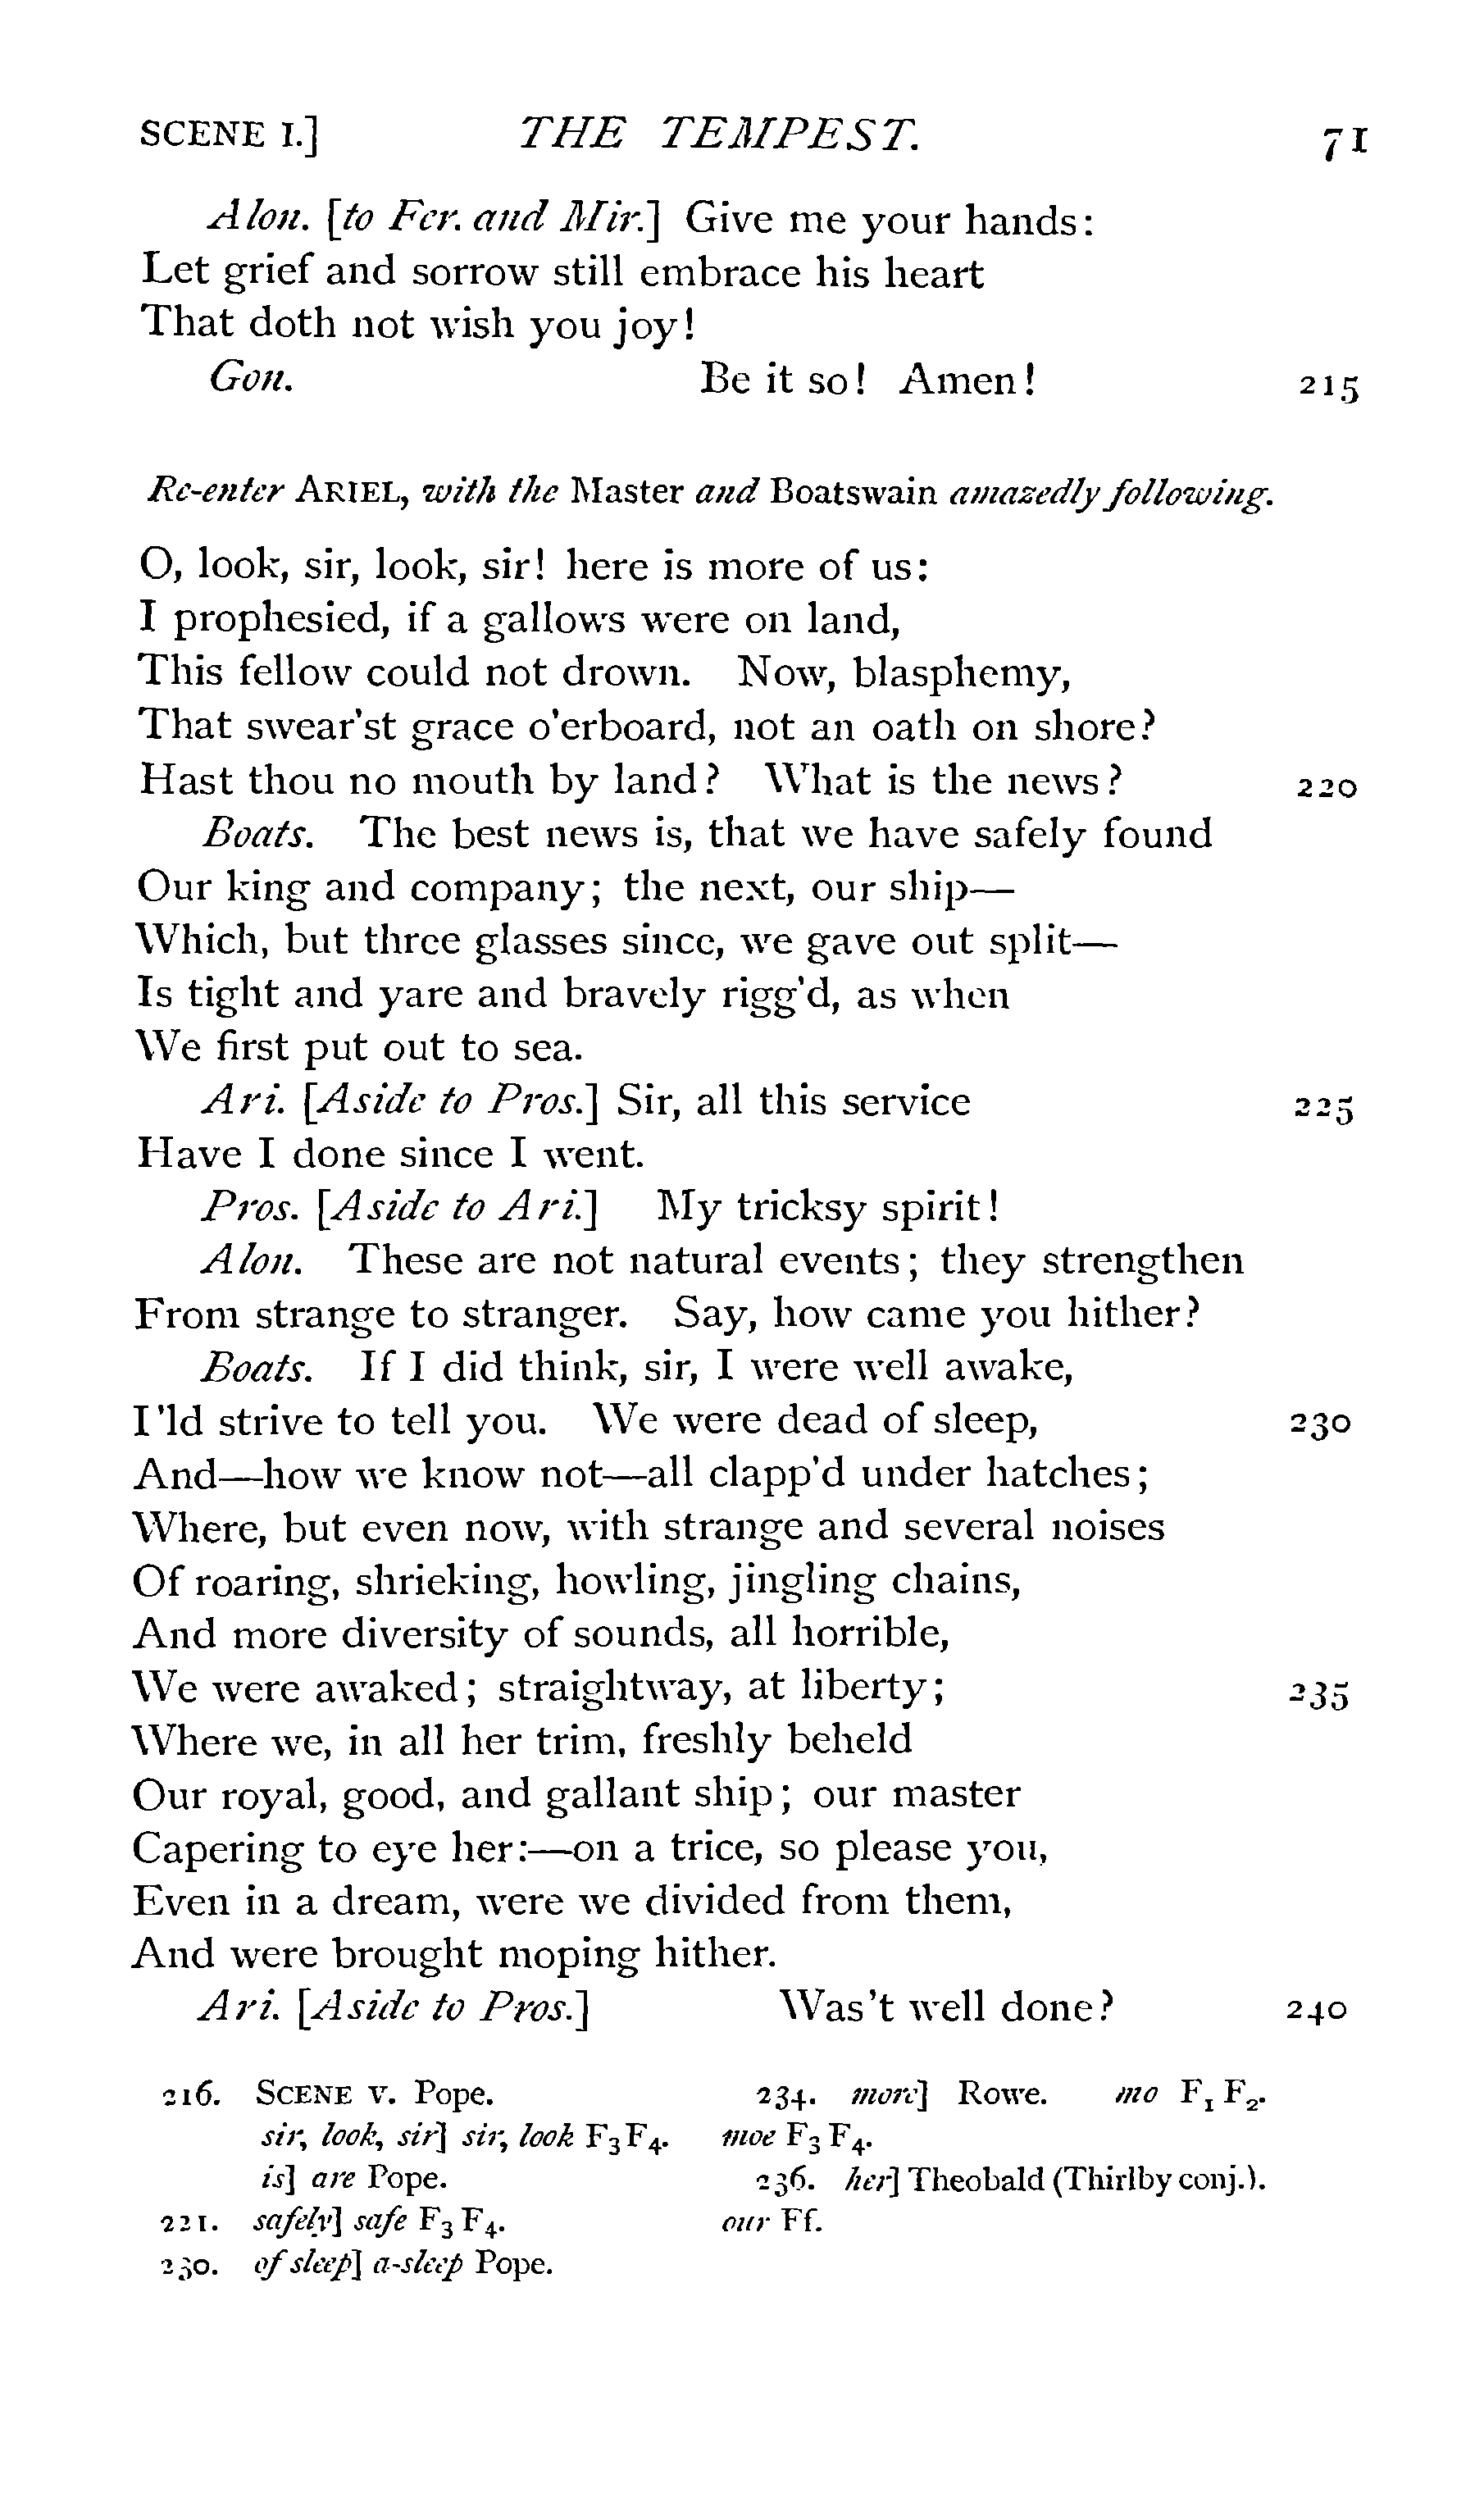 SCENE I.] THE TEMPEST. 71
Alon. [to Fer. and Mir.] Give me your hands:
Let grief and sorrow still embrace his heart
That doth not wish you joy!
Gon. Be it so! Amen! 215
Re-enter ARIEL, with the Master and Boatswain amazedly following.
O, look, sir, look, sir! here is more of us:
I prophesied, if a gallows were on land,
This fellow could not drown. Now, blasphemy,
That swear'st grace o'erboard, not an oath on shore?
Hast thou no mouth by land? What is the news? 220
Boats. The best news is, that we have safely found
Our king and company; the next, our ship—
Which, but three glasses since, we gave out split—
Is tight and yare and bravely rigg'd, as when
We first put out to sea.
Ari. [Aside to Pros.] Sir, all this service 225
Have I done since I went.
Pros. [Aside to Ari.] My tricksy spirit!
Alon. These are not natural events; they strengthen
From strange to stranger. Say, how came you hither?
Boats. If I did think, sir, I were well awake,
I'ld strive to tell you. We were dead of sleep, 230
And—how we know not—all clapp'd under hatches;
Where, but even now, with strange and several noises
Of roaring, shrieking, howling, jingling chains,
And more diversity of sounds, all horrible,
We were awaked; straightway, at liberty; 235
Where we, in all her trim, freshly beheld
Our royal, good, and gallant ship; our master
Capering to eye her:—on a trice, so please you,
Even in a dream, were we divided from them,
And were brought moping hither.
Ari. [Aside to Pros.] Was't well done? 240
216. SCENE V. Pope.
sir, look, sir] sir, look F3F4.
is] are Pope.
221. safely] safe F3 F4.
230. of sleep] a-sleep Pope.
234. more] Rowe. mo F1 F2.
moe F3 F4.
236. her] Theobald (Thirlby conj.).
our Ff.